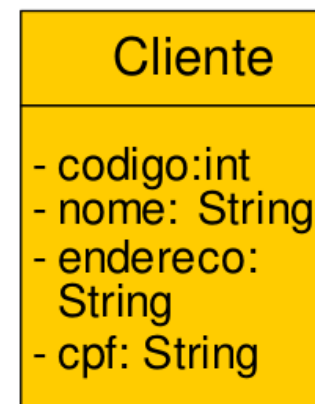 Cliente
- codigo:int
- nome: String
- endereco:
String
- cpf: String